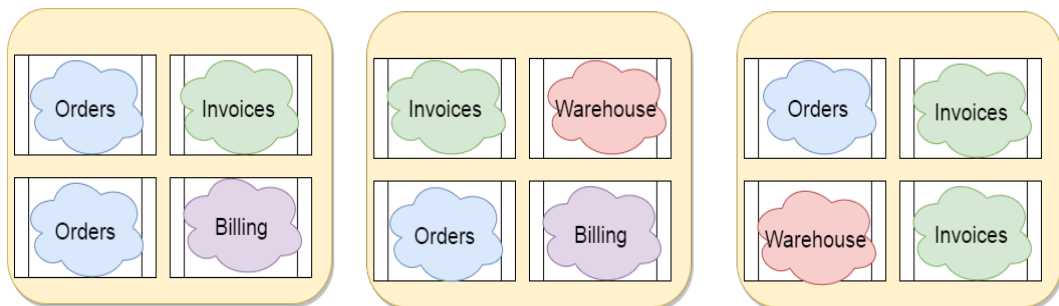 Orders
Invoices
Orders
Billing
Invoices
Warehouse
Orders
Billing
Orders
Invoices
Warehouse
Invoices